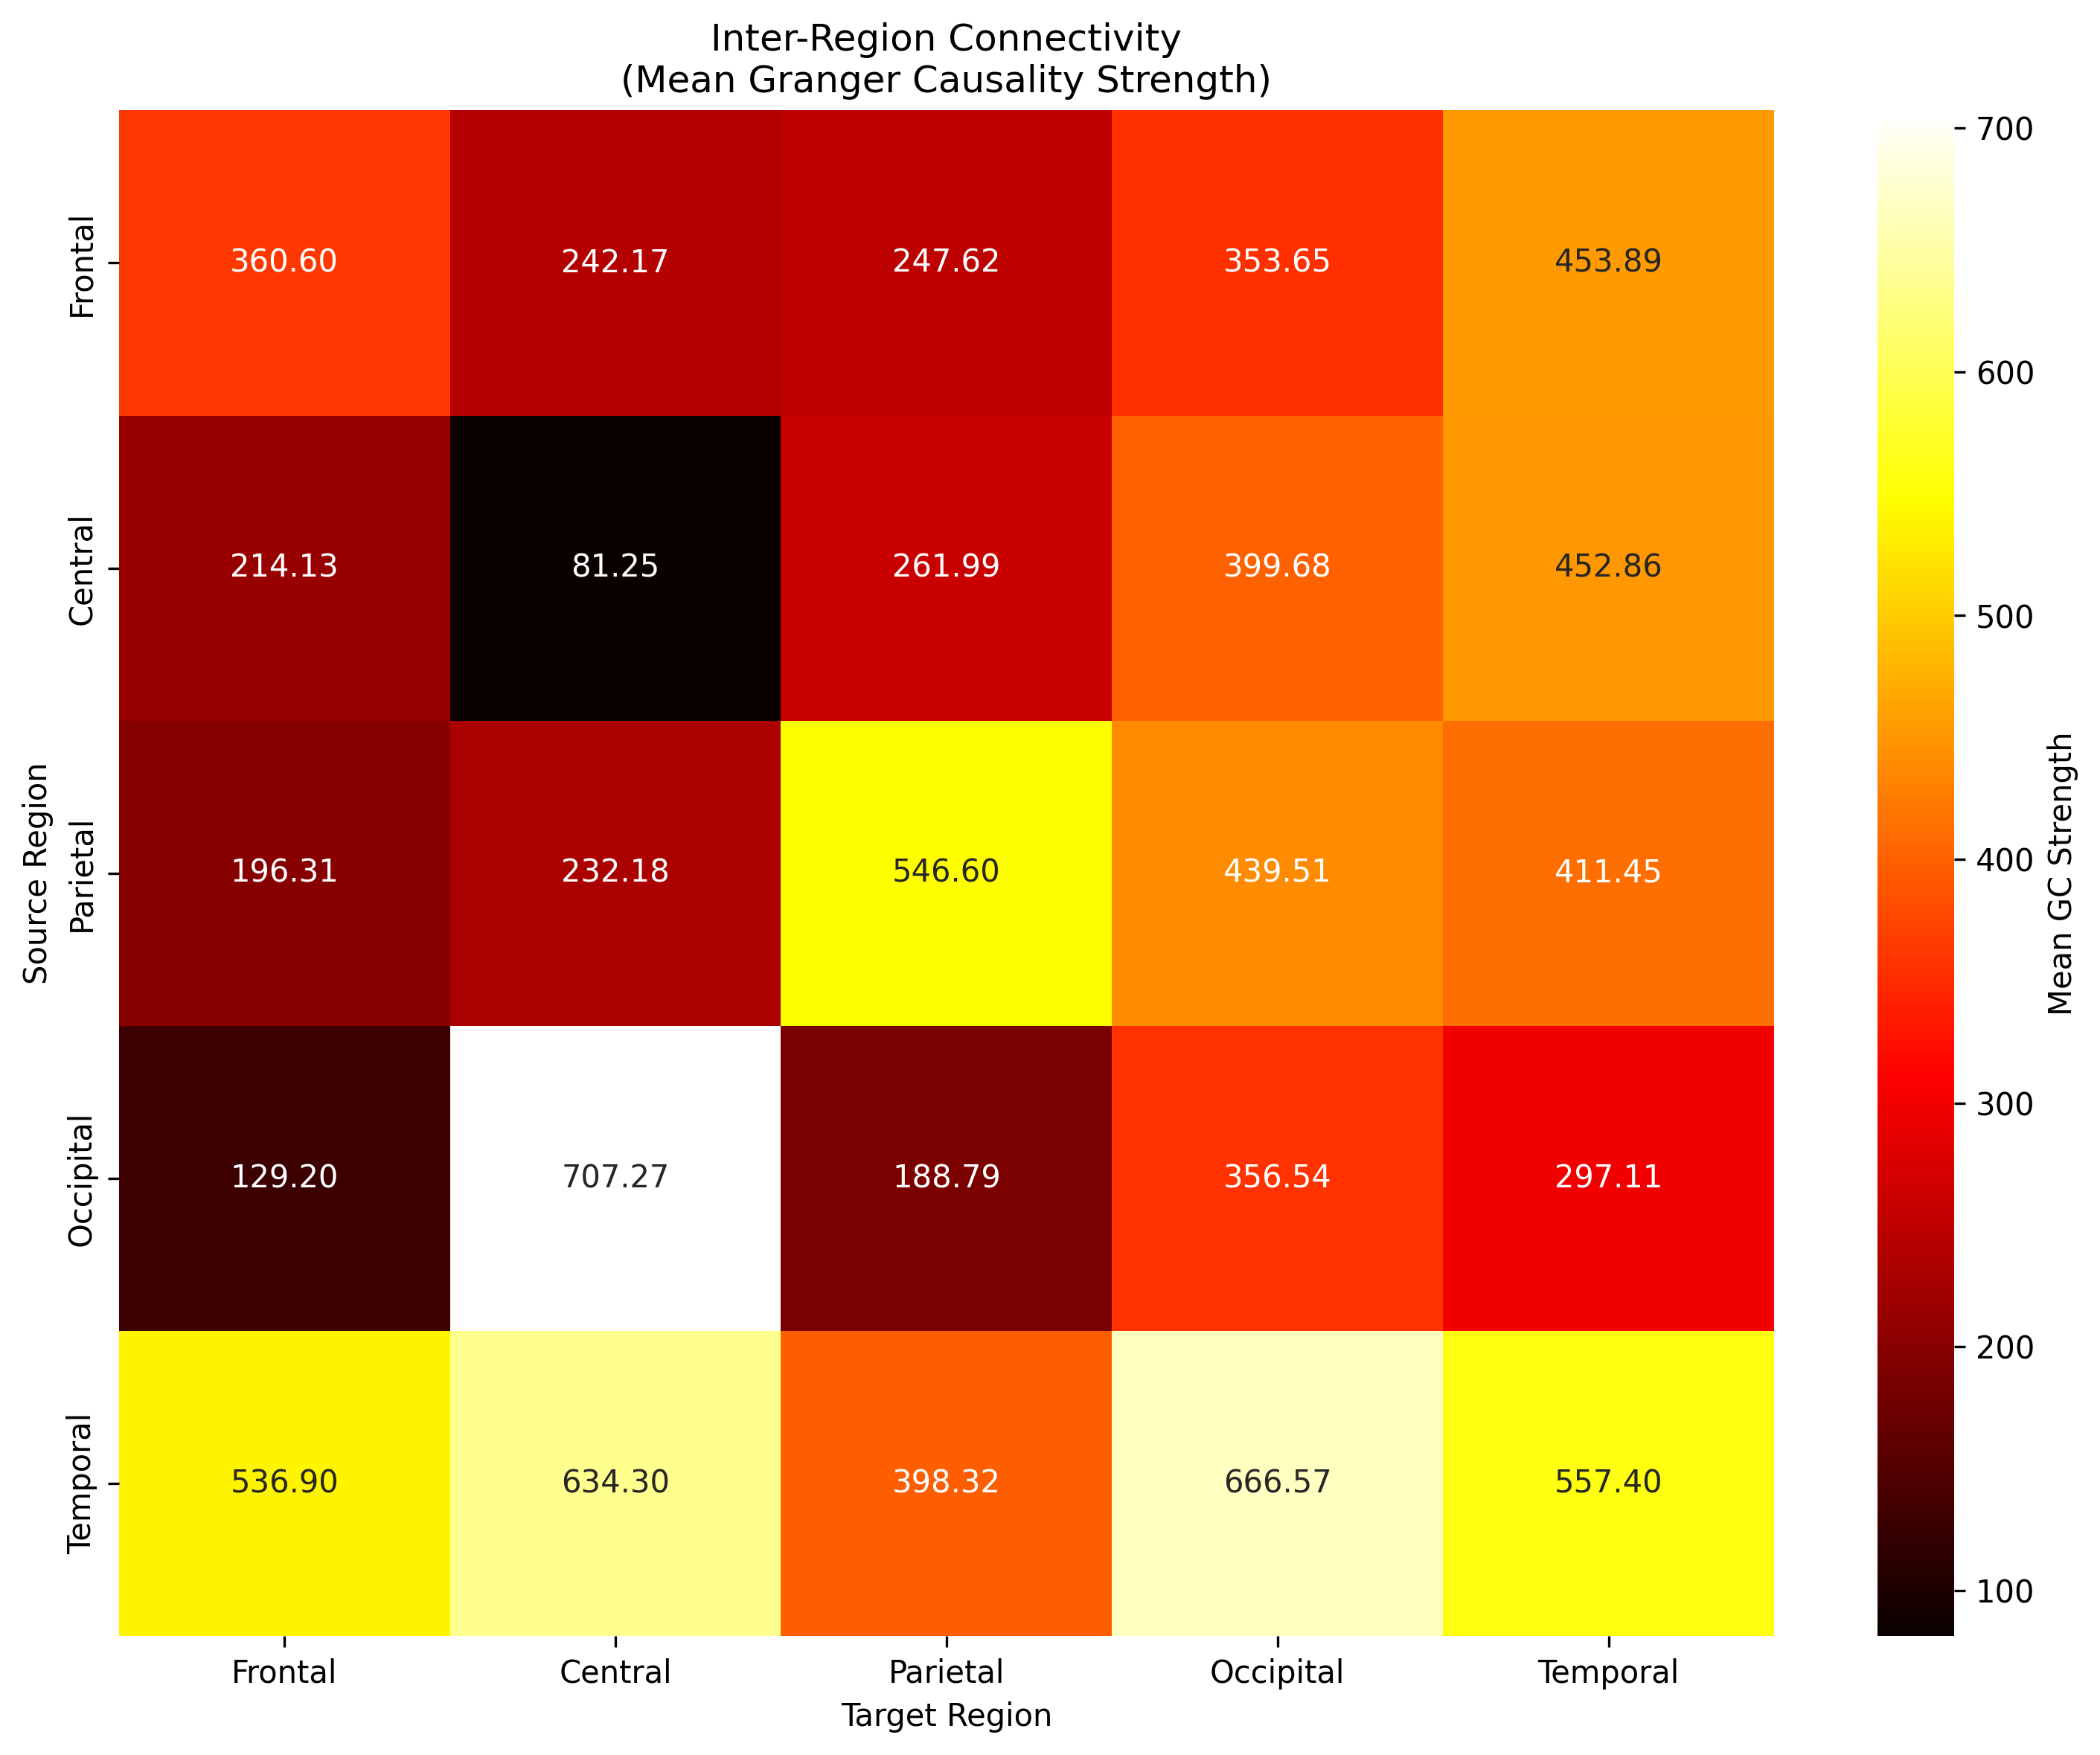 Inter-Region Connectivity
(Mean Granger Causality Strength)
Source Region
Frontal
360.60 242.17 247.62 353.65 453.89
Central
214.13 81.25 261.99 399.68 452.86
Parietal
196.31 232.18 546.60 439.51 411.45
Occipital
129.20 707.27 188.79 356.54 297.11
Temporal
536.90 634.30 398.32 666.57 557.40
Frontal Central Parietal Occipital Temporal
Target Region
700
600
500
400
300
200
100
Mean GC Strength